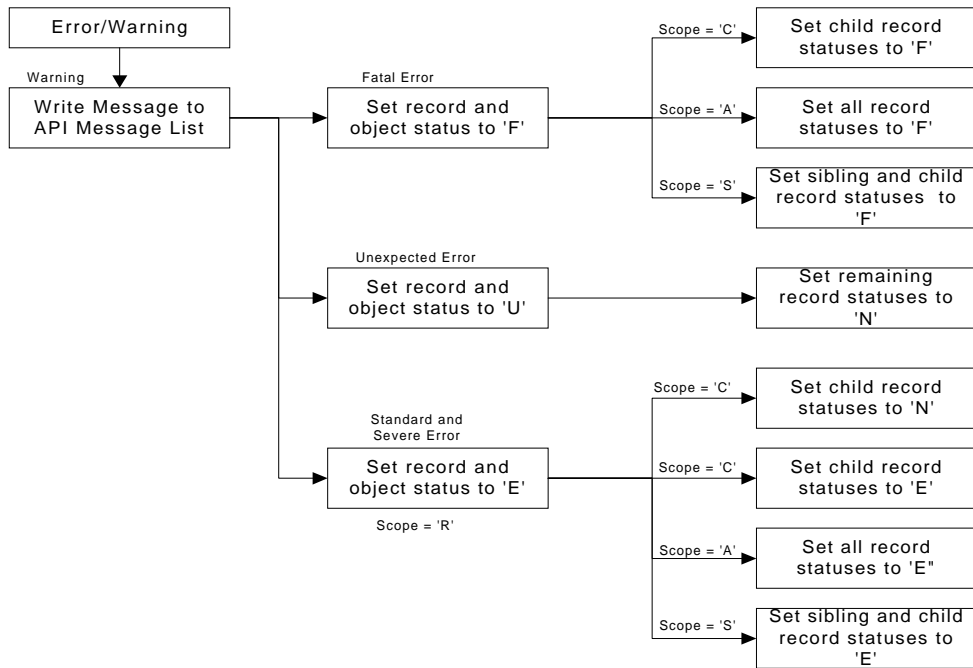 Error/Warning
Warning
Write Message to
API Message List
Fatal Error
Set record and
object status to 'F'
Scope = 'C'
Set child record
statuses to 'F'
Scope = 'A'
Set all record
statuses to 'F'
Scope = 'S'
Set sibling and child
record statuses to
'F'
Unexpected Error
Set record and
object status to 'U'
Set remaining
record statuses to
'N'
Standard and
Severe Error
Set record and
object status to 'E'
Scope = 'R'
Scope = 'C'
Set child record
statuses to 'N'
Scope = 'C'
Set child record
statuses to 'E'
Scope = 'A'
Set all record
statuses to 'E"
Scope = 'S'
Set sibling and child
record statuses to
'E'